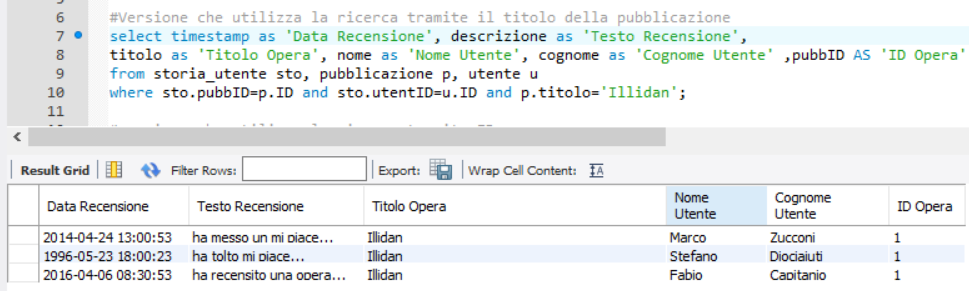 6 #Versione che utilizza la ricerca tramite il titolo della pubblicazione
7 select timestamp as 'Data Recensione', descrizione as 'Testo Recensione',
8 titolo as 'Titolo Opera', nome as 'Nome Utente', cognome as 'Cognome Utente' ,pubbID AS 'ID Opera'
9 from storia_utente sto, pubblicazione p, utente u
10 where sto.pubbID=p.ID and sto.utentID=u.ID and p.titolo='Illidan';
11
Result Grid Filter Rows: Export: Wrap Cell Content: IA
Data Recensione Testo Recensione Titolo Opera Nome Utente Cognome Utente ID Opera
2014-04-24 13:00:53 ha messo un mi piace... Illidan Marco Zucconi 1
1996-05-23 18:00:23 ha tolto mi piace... Illidan Stefano Diociaiuti 1
2016-04-06 08:30:53 ha recensito una opera... Illidan Fabio Capitanio 1